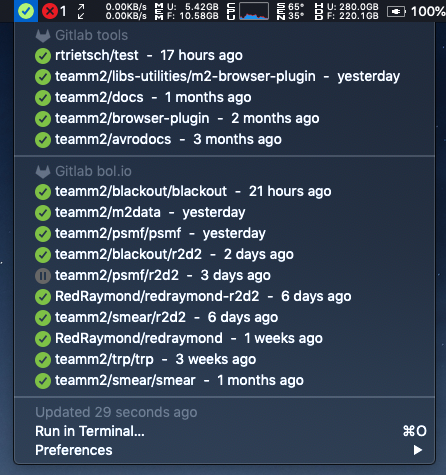 1 0.00KB/s 0.00KB/s MEM U: 5.42GB F: 10.58GB CPU SEN 65° 35° HDD U: 280.0GB F: 220.1GB 100%
Gitlab tools
rtrietsch/test - 17 hours ago
teamm2/libs-utilities/m2-browser-plugin - yesterday
teamm2/docs - 1 months ago
teamm2/browser-plugin - 2 months ago
teamm2/avrodocs - 3 months ago
Gitlab bol.io
teamm2/blackout/blackout - 21 hours ago
teamm2/m2data - yesterday
teamm2/psmf/psmf - yesterday
teamm2/blackout/r2d2 - 2 days ago
teamm2/psmf/r2d2 - 3 days ago
RedRaymond/redraymond-r2d2 - 6 days ago
teamm2/smear/r2d2 - 6 days ago
RedRaymond/redraymond - 1 weeks ago
teamm2/trp/trp - 3 weeks ago
teamm2/smear/smear - 1 months ago
Updated 29 seconds ago
Run in Terminal... ⌘O
Preferences